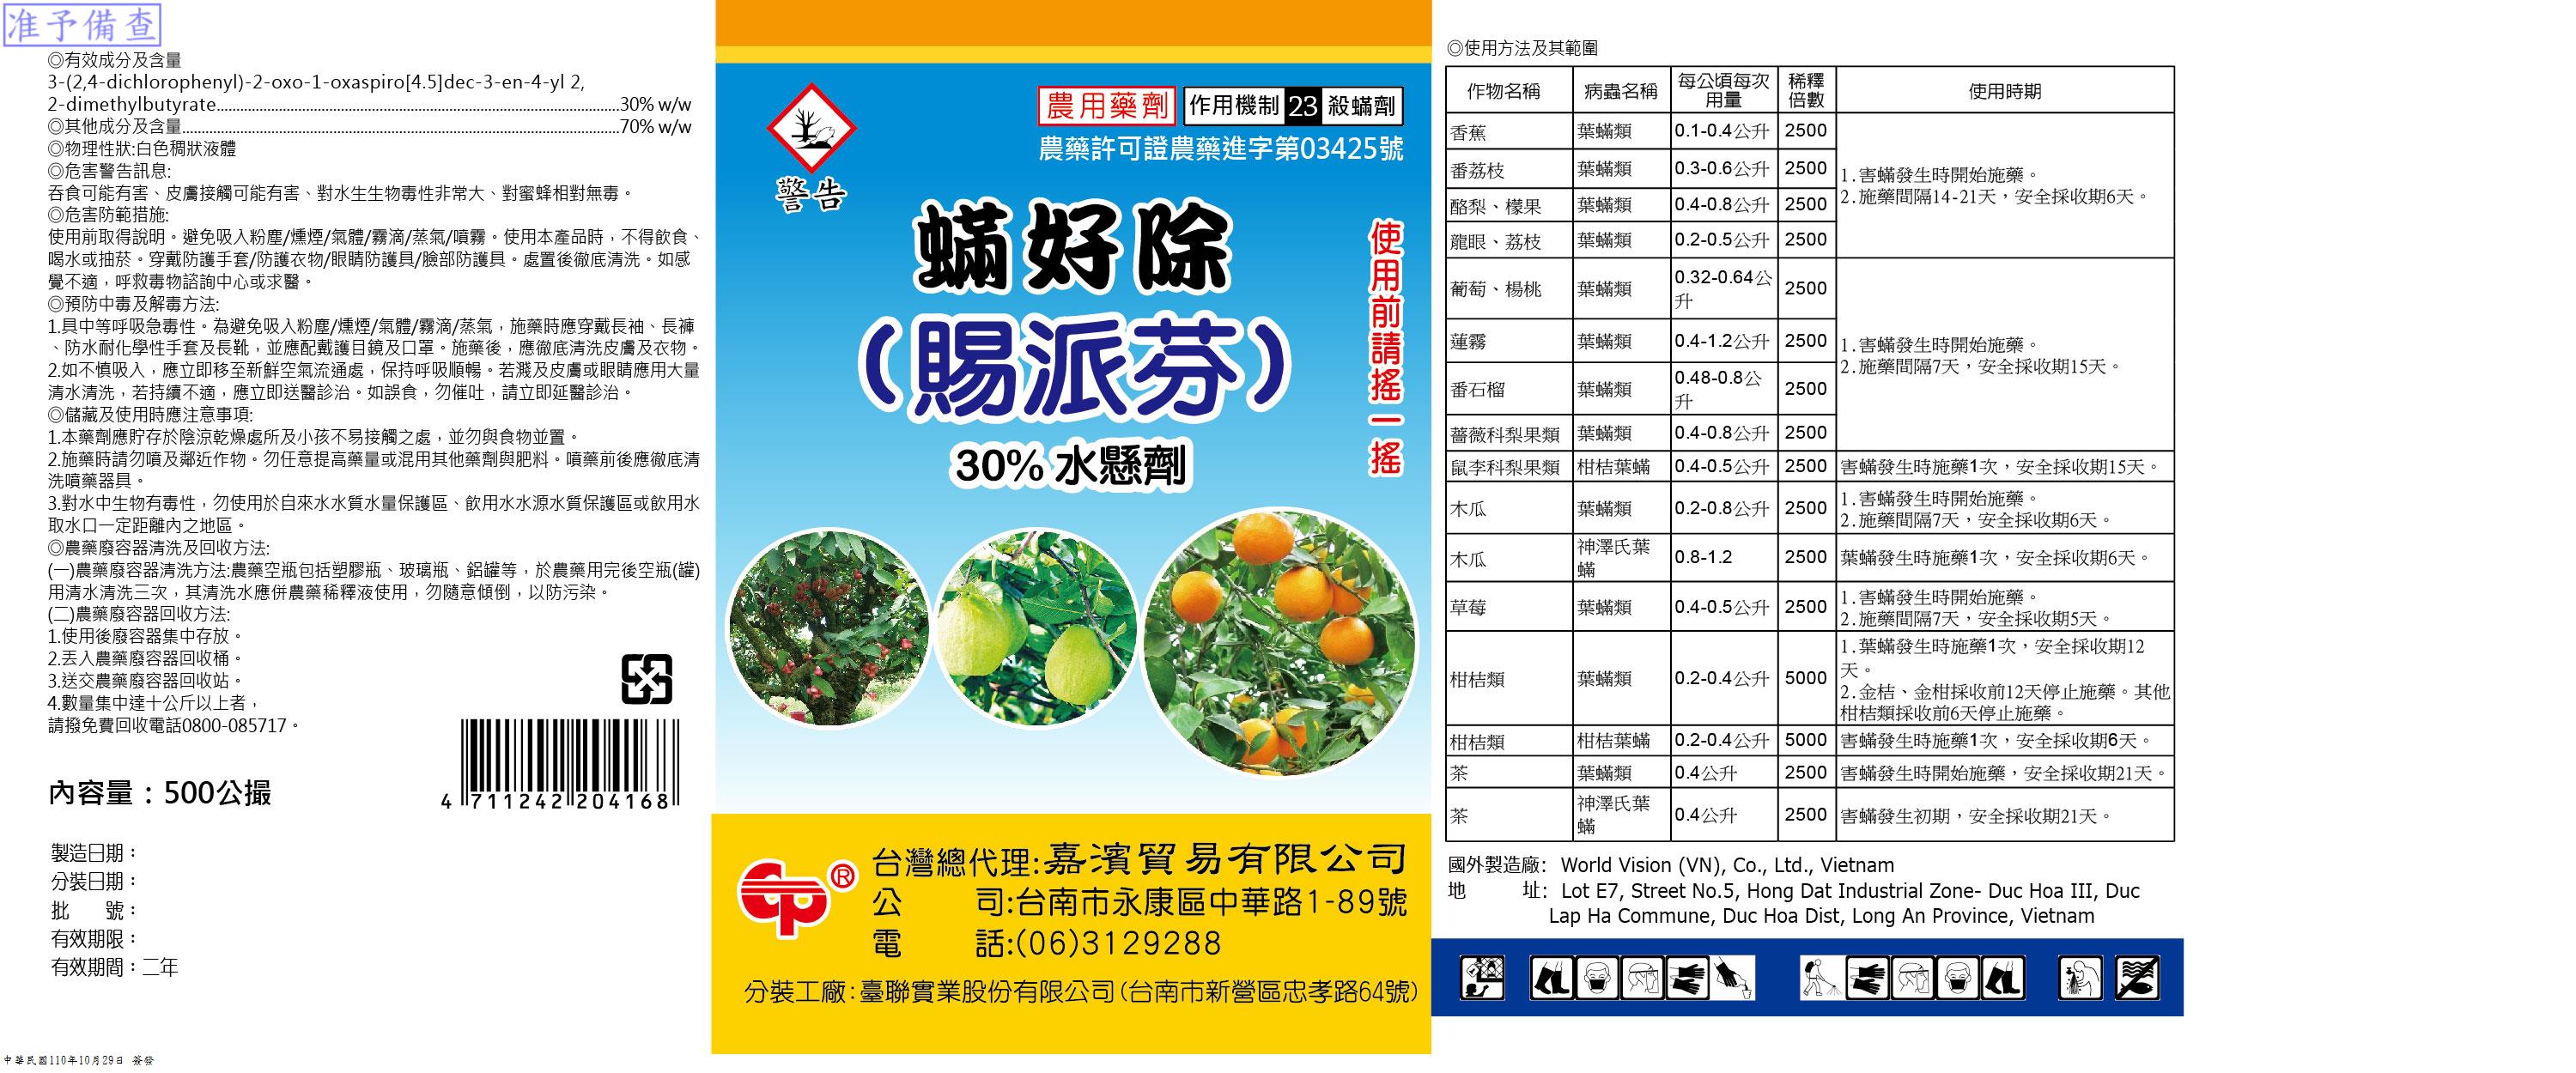 准予備查
◎有效成分及含量
3-(2,4-dichlorophenyl)-2-oxo-1-oxaspiro[4.5]dec-3-en-4-yl 2,
2-dimethylbutyrate..........30% w/w
◎其他成分及含量..........70% w/w
◎物理性狀:白色稠狀液體
◎危害警告訊息:
吞食可能有害、皮膚接觸可能有害、對水生生物毒性非常大、對蜜蜂相對無毒。
◎危害防範措施:
使用前取得說明。避免吸入粉塵/燻煙/氣體/霧滴/蒸氣/噴霧。使用本產品時，不得飲食、
喝水或抽菸。穿戴防護手套/防護衣物/眼睛防護具/臉部防護具。處置後徹底清洗。如感
覺不適，呼救毒物諮詢中心或求醫。
◎預防中毒及解毒方法:
1.具中等呼吸急毒性。為避免吸入粉塵/燻煙/氣體/霧滴/蒸氣，施藥時應穿戴長袖、長褲
、防水耐化學性手套及長靴，並應配戴護目鏡及口罩。施藥後，應徹底清洗皮膚及衣物。
2.如不慎吸入，應立即移至新鮮空氣流通處，保持呼吸順暢。若濺及皮膚或眼睛應用大量
清水清洗，若持續不適，應立即送醫診治。如誤食，勿催吐，請立即延醫診治。
◎儲藏及使用時應注意事項:
1.本藥劑應貯存於陰涼乾燥處所及小孩不易接觸之處，並勿與食物並置。
2.施藥時請勿噴及鄰近作物。勿任意提高藥量或混用其他藥劑與肥料。噴藥前後應徹底清
洗噴藥器具。
3.對水中生物有毒性，勿使用於自來水水質水量保護區、飲用水水源水質保護區或飲用水
取水口一定距離內之地區。
◎農藥廢容器清洗及回收方法:
(一)農藥廢容器清洗方法:農藥空瓶包括塑膠瓶、玻璃瓶、鋁罐等，於農藥用完後空瓶(罐)
用清水清洗三次，其清洗水應併農藥稀釋液使用，勿隨意傾倒，以防污染。
(二)農藥廢容器回收方法:
1.使用後廢容器集中存放。
2.丟入農藥廢容器回收桶。
3.送交農藥廢容器回收站。
4.數量集中達十公斤以上者，
請撥免費回收電話0800-085717。
內容量：500公撮
4 711242 204168
製造日期：
分裝日期：
批　號：
有效期限：
有效期間：二年
中華民國110年10月29日 簽發
警告
農用藥劑 作用機制 23 殺蟎劑
農藥許可證農藥進字第03425號
蟎好除
(賜派芬)
30% 水懸劑
使用前請搖一搖
®
台灣總代理:嘉濱貿易有限公司
公　司:台南市永康區中華路1-89號
電　話:(06)3129288
分裝工廠:臺聯實業股份有限公司(台南市新營區忠孝路64號)
◎使用方法及其範圍
作物名稱 病蟲名稱 每公頃每次用量 稀釋倍數 使用時期
香蕉 葉蟎類 0.1-0.4公升 2500
番荔枝 葉蟎類 0.3-0.6公升 2500
酪梨、檬果 葉蟎類 0.4-0.8公升 2500
龍眼、荔枝 葉蟎類 0.2-0.5公升 2500
1.害蟎發生時開始施藥。
2.施藥間隔14-21天，安全採收期6天。
葡萄、楊桃 葉蟎類 0.32-0.64公升 2500
蓮霧 葉蟎類 0.4-1.2公升 2500
番石榴 葉蟎類 0.48-0.8公升 2500
薔薇科梨果類 葉蟎類 0.4-0.8公升 2500
1.害蟎發生時開始施藥。
2.施藥間隔7天，安全採收期15天。
鼠李科梨果類 柑桔葉蟎 0.4-0.5公升 2500 害蟎發生時施藥1次，安全採收期15天。
木瓜 葉蟎類 0.2-0.8公升 2500 1.害蟎發生時開始施藥。
2.施藥間隔7天，安全採收期6天。
木瓜 神澤氏葉蟎 0.8-1.2 2500 葉蟎發生時施藥1次，安全採收期6天。
草莓 葉蟎類 0.4-0.5公升 2500 1.害蟎發生時開始施藥。
2.施藥間隔7天，安全採收期5天。
柑桔類 葉蟎類 0.2-0.4公升 5000 1.葉蟎發生時施藥1次，安全採收期12
天。
2.金桔、金柑採收前12天停止施藥。其他
柑桔類採收前6天停止施藥。
柑桔類 柑桔葉蟎 0.2-0.4公升 5000 害蟎發生時施藥1次，安全採收期6天。
茶 葉蟎類 0.4公升 2500 害蟎發生時開始施藥，安全採收期21天。
茶 神澤氏葉蟎 0.4公升 2500 害蟎發生初期，安全採收期21天。
國外製造廠: World Vision (VN), Co., Ltd., Vietnam
地　址: Lot E7, Street No.5, Hong Dat Industrial Zone- Duc Hoa III, Duc
Lap Ha Commune, Duc Hoa Dist, Long An Province, Vietnam